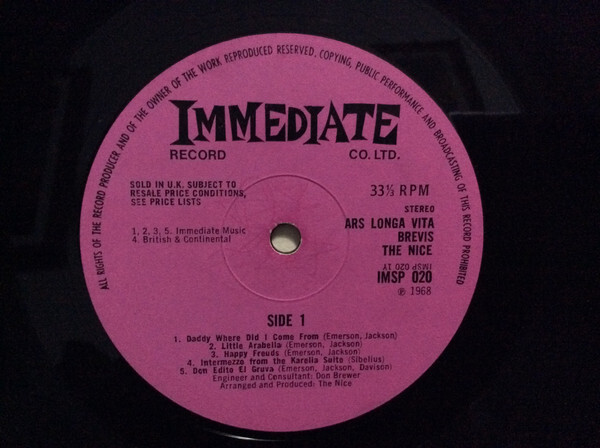 ALL RIGHTS OF THE RECORD PRODUCER AND OF THE OWNER OF THE WORK REPRODUCED RESERVED. COPYING, PUBLIC PERFORMANCE AND BROADCASTING OF THIS RECORD PROHIBITED
IMMEDIATE
RECORD CO. LTD.
SOLD IN U.K. SUBJECT TO
RESALE PRICE CONDITIONS,
SEE PRICE LISTS
33⅓ RPM
STEREO
1, 2, 3, 5. Immediate Music
4. British & Continental
ARS LONGA VITA
BREVIS
THE NICE
IMSP 020 1Y
IMSP 020
℗ 1968
SIDE 1
1. Daddy Where Did I Come From (Emerson, Jackson)
2. Little Arabella (Emerson, Jackson)
3. Happy Freuds (Emerson, Jackson)
4. Intermezzo from the Karelia Suite (Sibelius)
5. Don Edito El Gruva (Emerson, Jackson, Davison)
Engineer and Consultant: Don Brewer
Arranged and Produced: The Nice